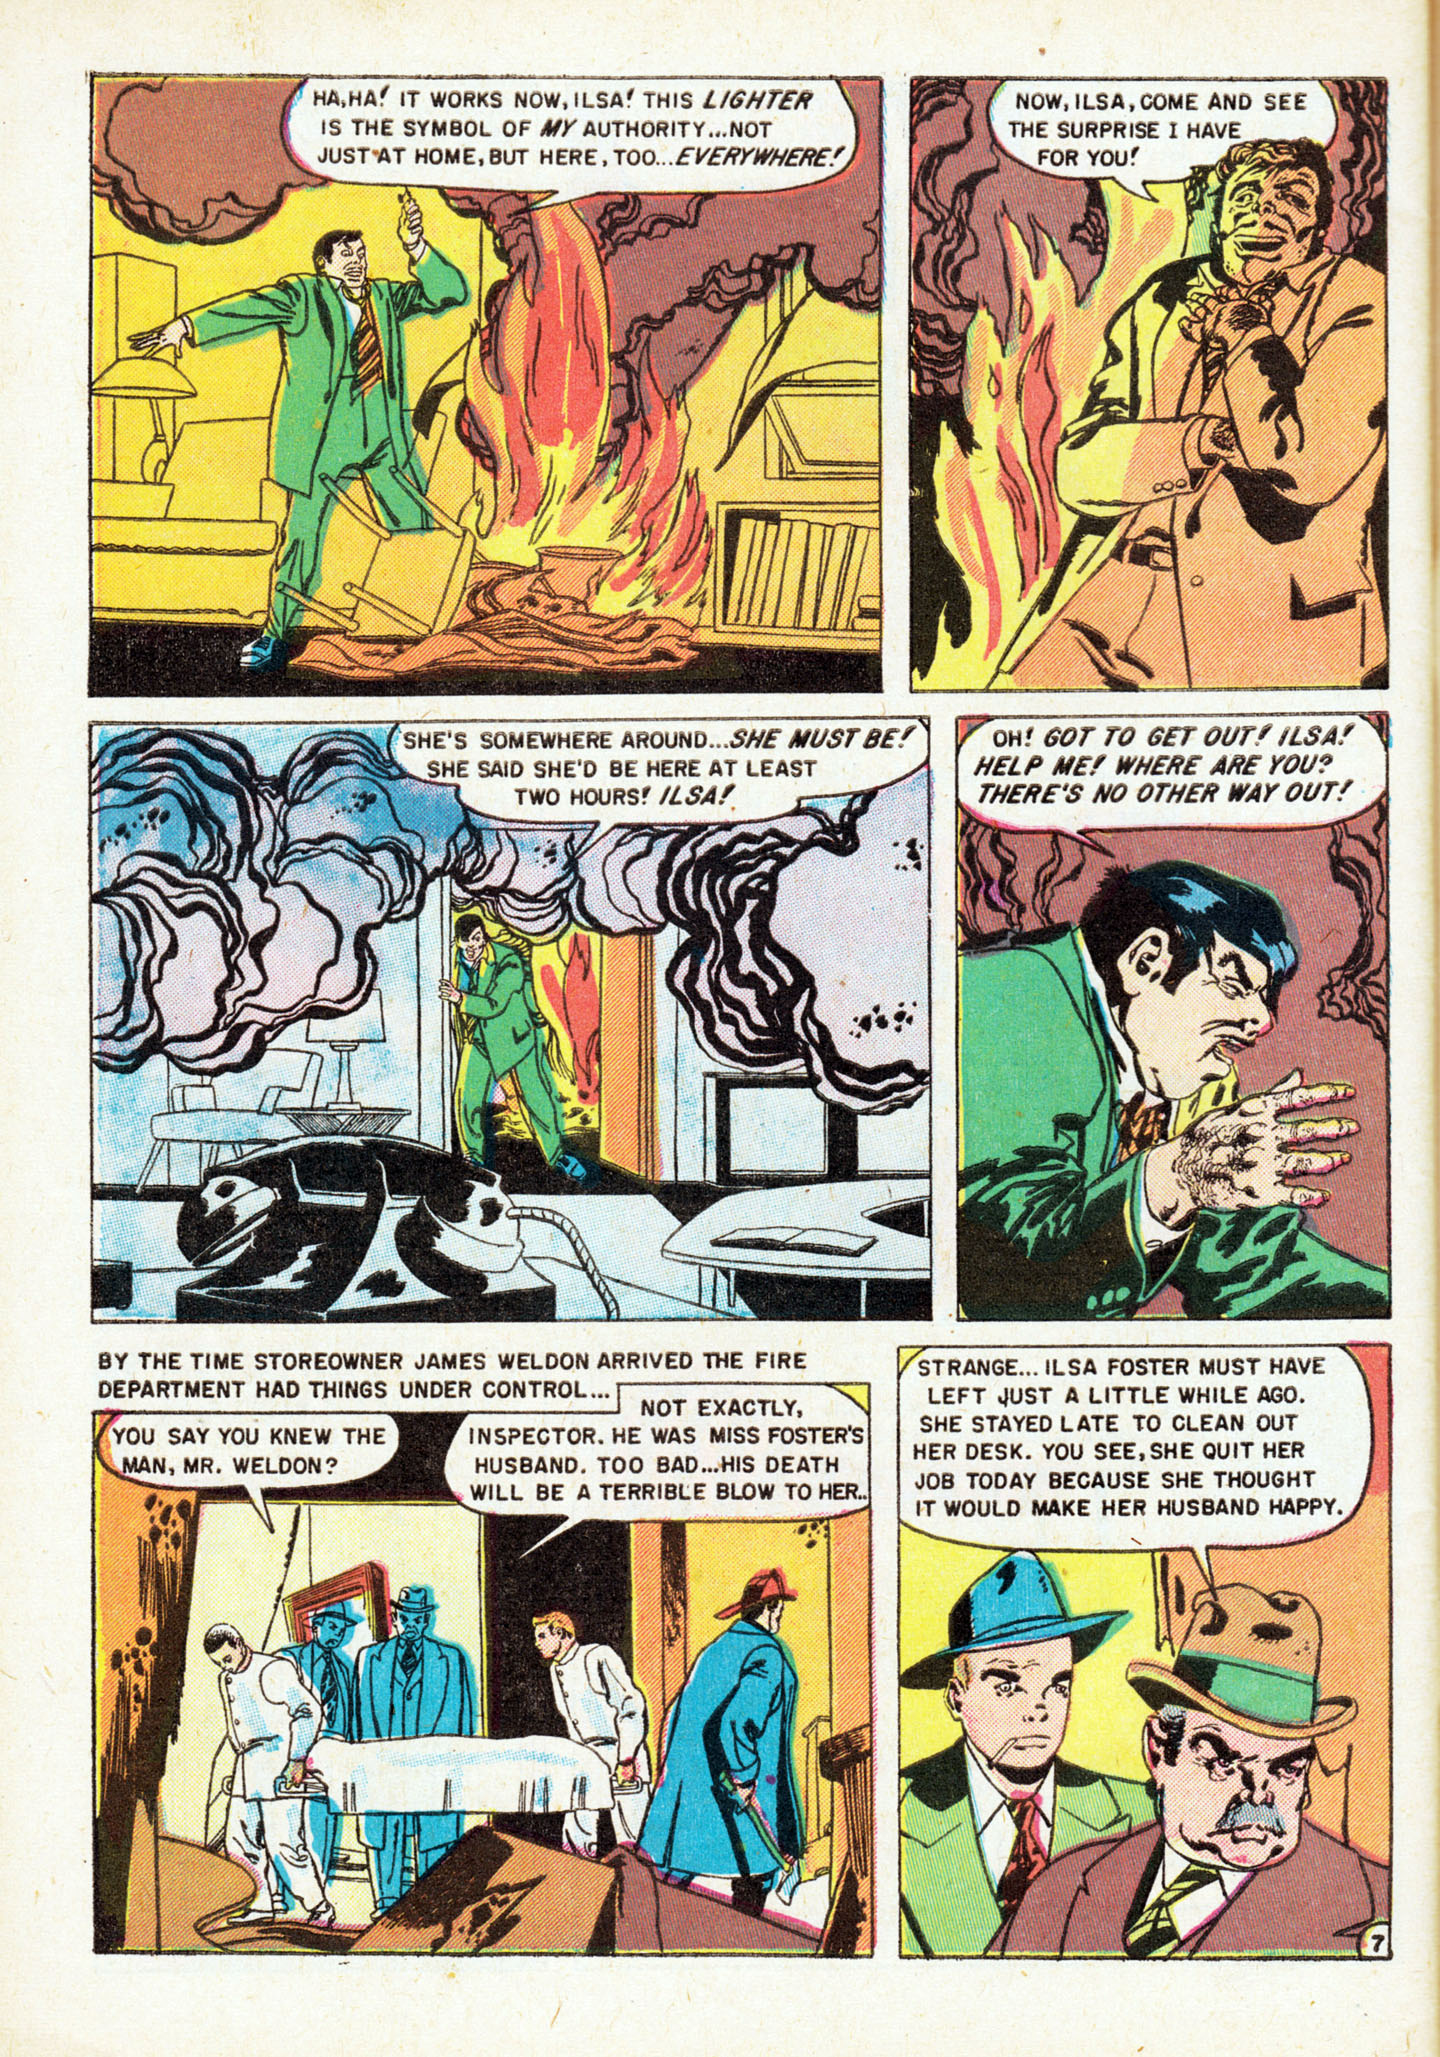 HA, HA! IT WORKS NOW, ILSA! THIS LIGHTER
IS THE SYMBOL OF MY AUTHORITY...NOT
JUST AT HOME, BUT HERE, TOO...EVERYWHERE!
NOW, ILSA, COME AND SEE
THE SURPRISE I HAVE
FOR YOU!
SHE'S SOMEWHERE AROUND...SHE MUST BE!
SHE SAID SHE'D BE HERE AT LEAST
TWO HOURS! ILSA!
OH! GOT TO GET OUT! ILSA!
HELP ME! WHERE ARE YOU?
THERE'S NO OTHER WAY OUT!
BY THE TIME STOREOWNER JAMES WELDON ARRIVED THE FIRE
DEPARTMENT HAD THINGS UNDER CONTROL...
YOU SAY YOU KNEW THE
MAN, MR. WELDON?
NOT EXACTLY,
INSPECTOR. HE WAS MISS FOSTER'S
HUSBAND. TOO BAD...HIS DEATH
WILL BE A TERRIBLE BLOW TO HER..
STRANGE... ILSA FOSTER MUST HAVE
LEFT JUST A LITTLE WHILE AGO.
SHE STAYED LATE TO CLEAN OUT
HER DESK. YOU SEE, SHE QUIT HER
JOB TODAY BECAUSE SHE THOUGHT
IT WOULD MAKE HER HUSBAND HAPPY.
7